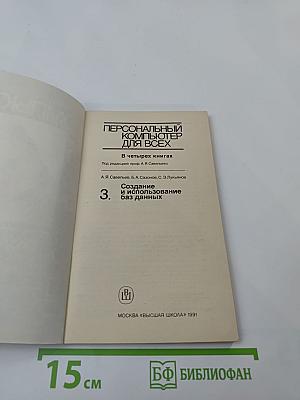 ПЕРСОНАЛЬНЫЙ
КОМПЬЮТЕР
ДЛЯ ВСЕХ
В четырех книгах
Под редакцией проф. А.Я.Савельева
А.Я.Савельев, Б.А.Сазонов, С.Э.Лукьянов
3. Создание
и использование
баз данных
МОСКВА «ВЫСШАЯ ШКОЛА» 1991
15 см
БФ БИБЛИОФАН